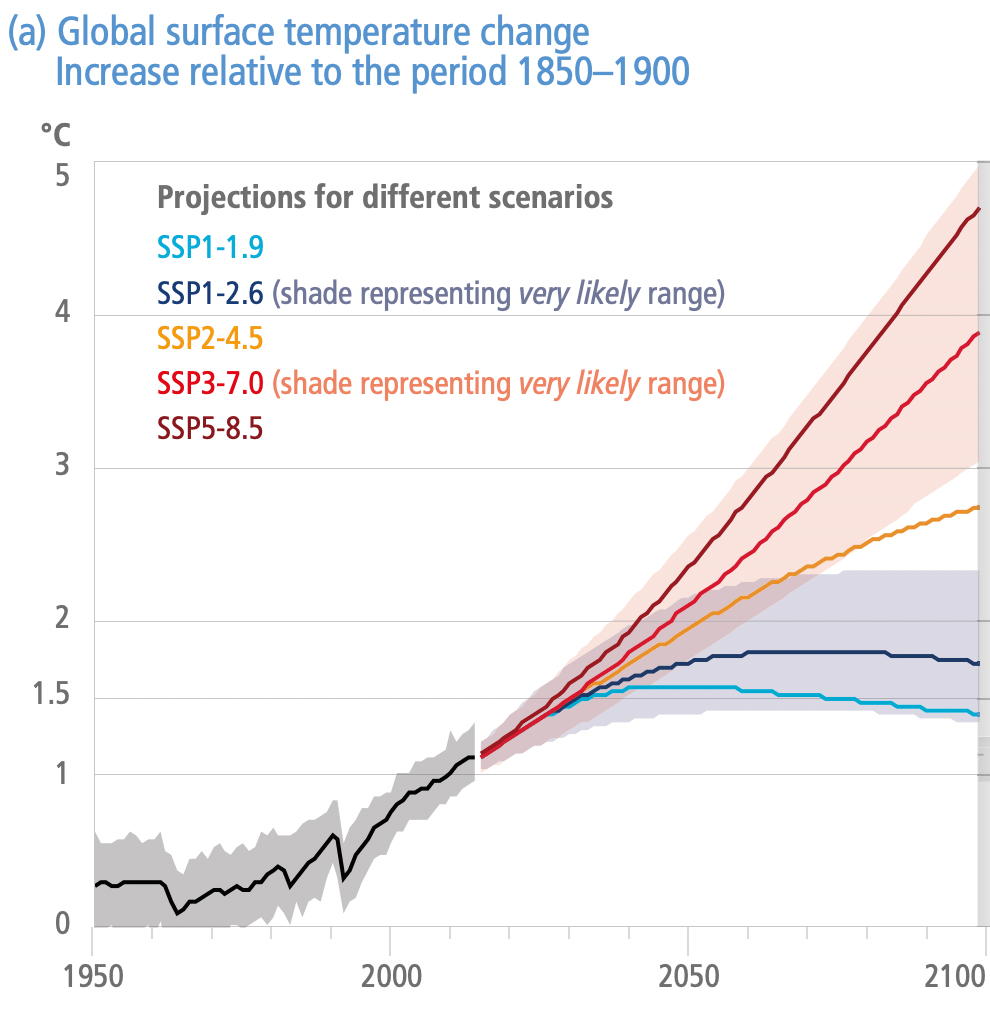 (a) Global surface temperature change
Increase relative to the period 1850–1900
°C
5
Projections for different scenarios
SSP1-1.9
SSP1-2.6 (shade representing very likely range)
4
SSP2-4.5
SSP3-7.0 (shade representing very likely range)
SSP5-8.5
3
2
1.5
1
0
1950 2000 2050 2100